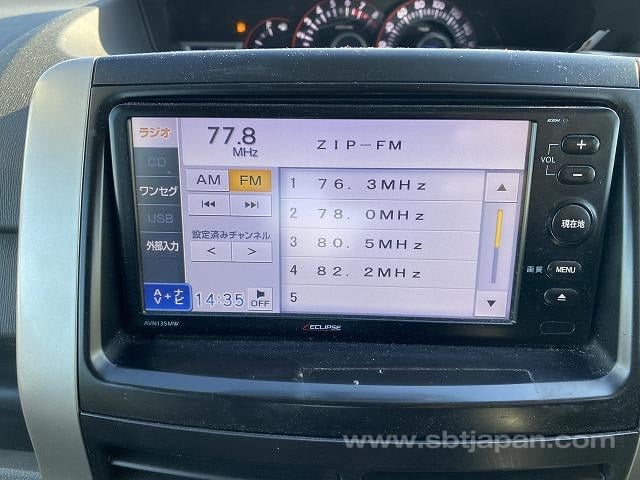 ラジオ
77.8
MHz
ZIP-FM
CD
AM FM
ワンセグ
USB
設定済みチャンネル
< >
外部入力
1 76. 3MHz
2 78. 0MHz
3 80. 5MHz
4 82. 2MHz
5
AV+ナビ
14:35
OFF
VOL
+
-
現在地
画質 MENU
AVN135MW
ECLIPSE
www.sbtjapan.com